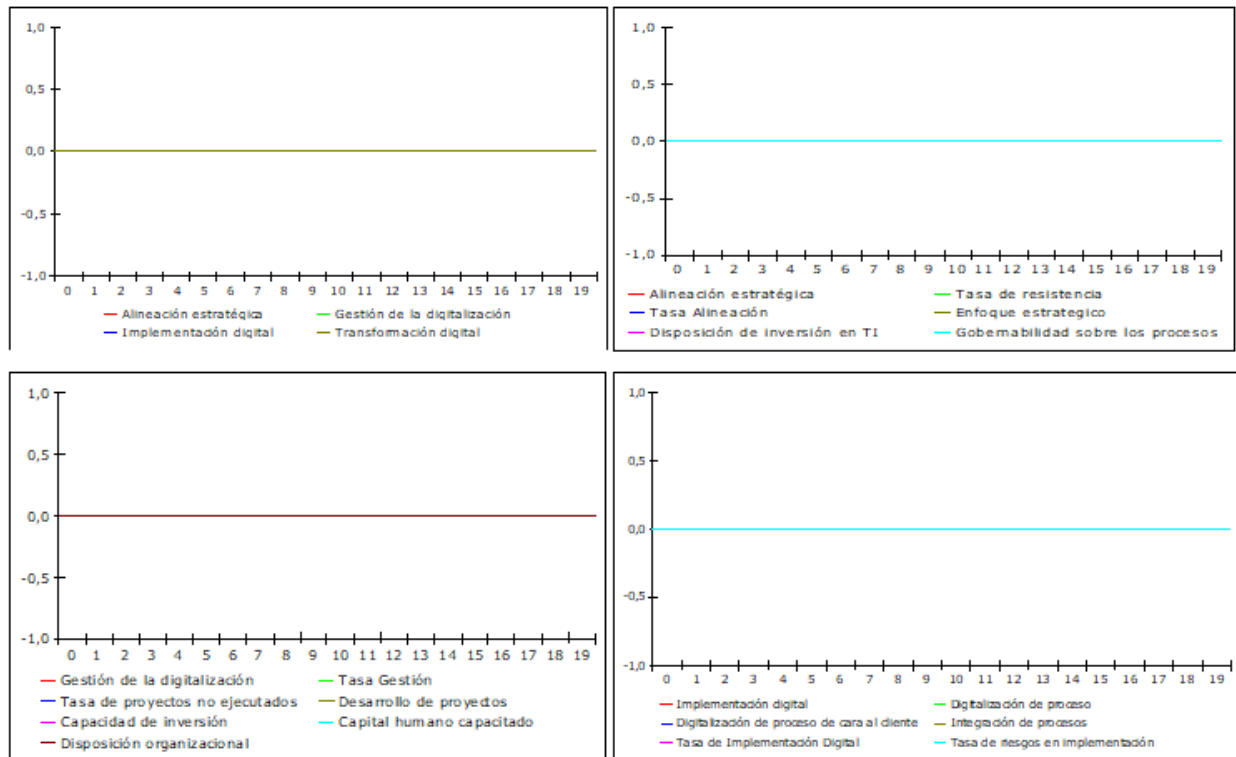 1,0
0,5
0,0
-0,5
-1,0
0 1 2 3 4 5 6 7 8 9 10 11 12 13 14 15 16 17 18 19
Alineación estratégica Gestión de la digitalización
Implementación digital Transformación digital
1,0
0,5
0,0
-0,5
-1,0
0 1 2 3 4 5 6 7 8 9 10 11 12 13 14 15 16 17 18 19
Alineación estratégica Tasa de resistencia
Tasa Alineación Enfoque estrategico
Disposición de inversión en TI Gobernabilidad sobre los procesos
1,0
0,5
0,0
-0,5
-1,0
0 1 2 3 4 5 6 7 8 9 10 11 12 13 14 15 16 17 18 19
Gestión de la digitalización Tasa Gestión
Tasa de proyectos no ejecutados Desarrollo de proyectos
Capacidad de inversión Capital humano capacitado
Disposición organizacional
1,0
0,5
0,0
-0,5
-1,0
0 1 2 3 4 5 6 7 8 9 10 11 12 13 14 15 16 17 18 19
Implementación digital Digitalización de proceso
Digitalización de proceso de cara al cliente Integración de procesos
Tasa de Implementación Digital Tasa de riesgos en implementación